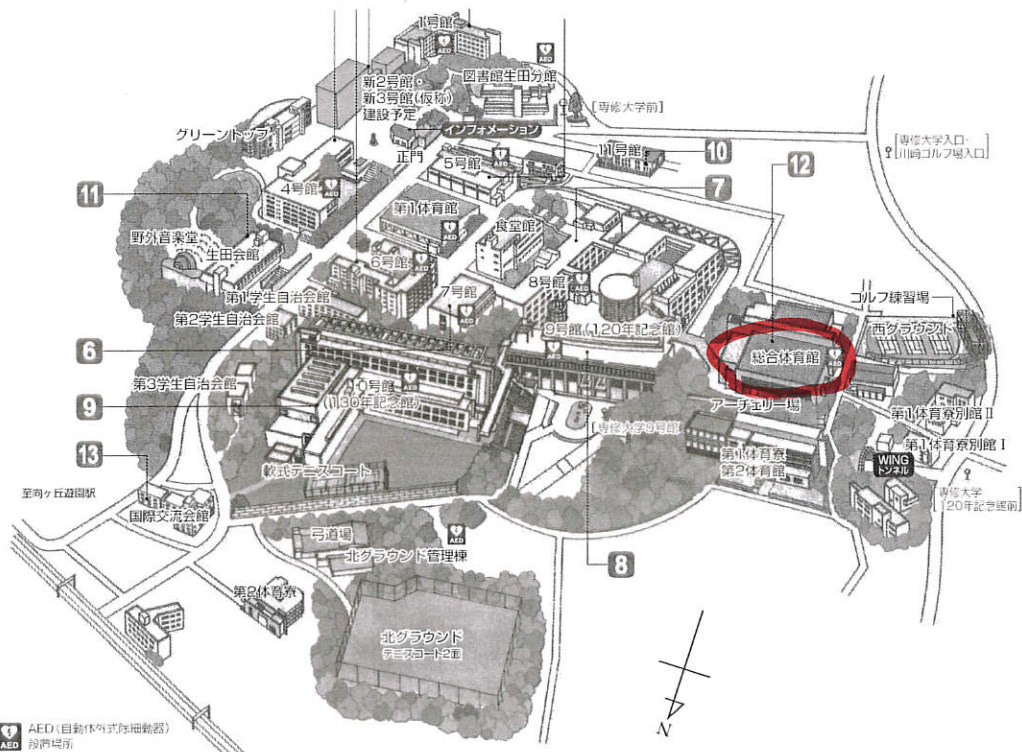 1号館
AED
AED
図書館生田分館
新2号館・
新3号館(仮称)
建設予定
[専修大学前]
インフォメーション
グリーントップ
正門
5号館
AED
11号館
10
[専修大学入口・
川崎ゴルフ場入口]
12
11
4号館
AED
7
第1体育館
AED
食堂館
野外音楽堂
生田会館
6号館
AED
8号館
AED
7号館
AED
第1学生自治会館
第2学生自治会館
ゴルフ練習場
西グラウンド
9号館(120年記念館)
AED
総合体育館
AED
6
第3学生自治会館
10号館
(130年記念館)
AED
9
アーチェリー場
[専修大学9号館]
第1体育寮別館Ⅱ
第1体育寮別館Ⅰ
13
軟式テニスコート
第1体育寮
第2体育館
WING
トンネル
至向ヶ丘遊園駅
国際交流会館
[専修大学
120年記念館前]
弓道場
AED
北グラウンド管理棟
8
第2体育寮
北グラウンド
テニスコート2面
N
AED
AED(自動体外式除細動器)
設置場所